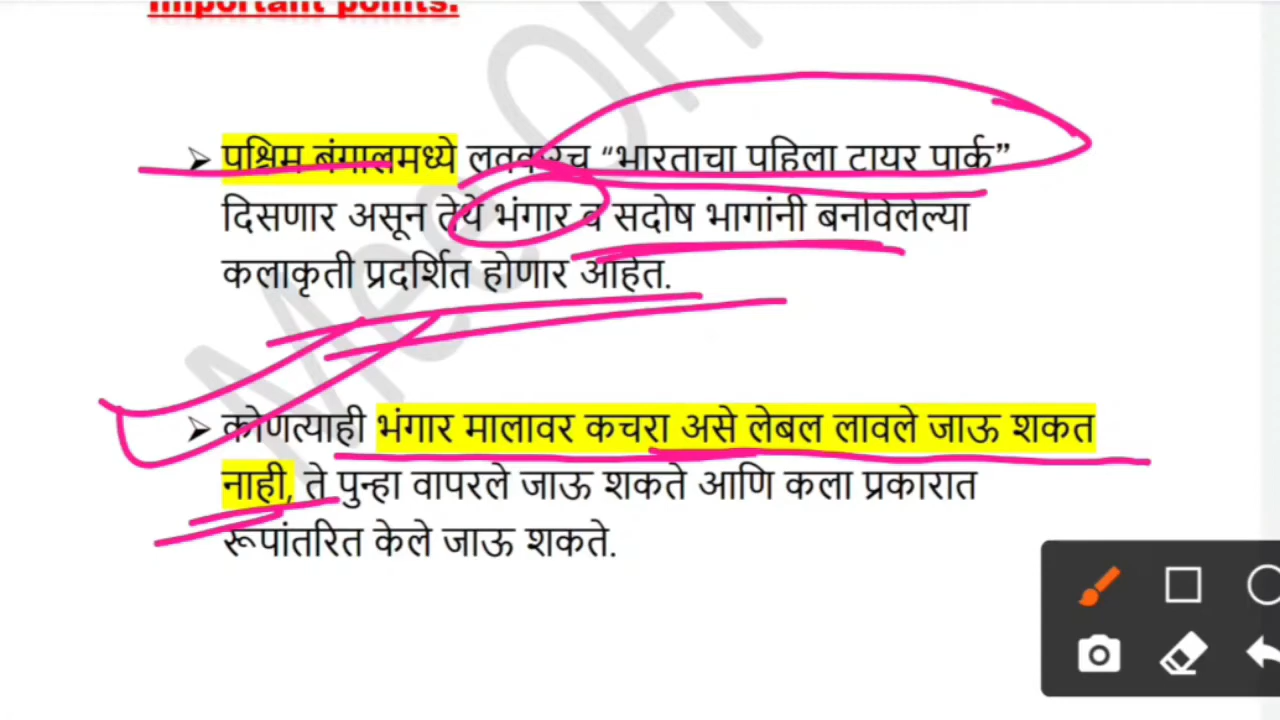 Important points:
➢ पश्चिम बंगालमध्ये लवकरच “भारताचा पहिला टायर पार्क”
दिसणार असून तेथे भंगार व सदोष भागांनी बनविलेल्या
कलाकृती प्रदर्शित होणार आहेत.
➢ कोणत्याही भंगार मालावर कचरा असे लेबल लावले जाऊ शकत
नाही, ते पुन्हा वापरले जाऊ शकते आणि कला प्रकारात
रूपांतरित केले जाऊ शकते.